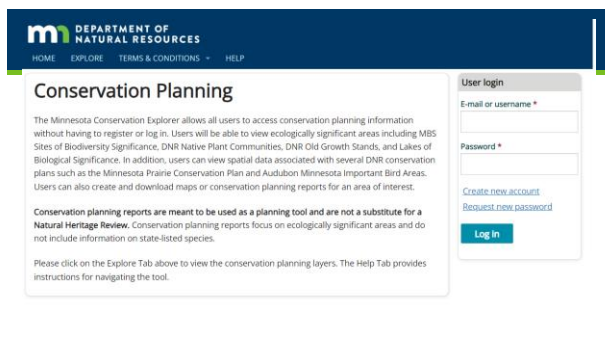 DEPARTMENT OF
NATURAL RESOURCES
HOME EXPLORE TERMS & CONDITIONS HELP
Conservation Planning
The Minnesota Conservation Explorer allows all users to access conservation planning information
without having to register or log in. Users will be able to view ecologically significant areas including MBS
Sites of Biodiversity Significance, DNR Native Plant Communities, DNR Old Growth Stands, and Lakes of
Biological Significance. In addition, users can view spatial data associated with several DNR conservation
plans such as the Minnesota Prairie Conservation Plan and Audubon Minnesota Important Bird Areas.
Users can also create and download maps or conservation planning reports for an area of interest.
Conservation planning reports are meant to be used as a planning tool and are not a substitute for a
Natural Heritage Review. Conservation planning reports focus on ecologically significant areas and do
not include information on state-listed species.
Please click on the Explore Tab above to view the conservation planning layers. The Help Tab provides
instructions for navigating the tool.
User login
E-mail or username *
Password *
Create new account
Request new password
Log In